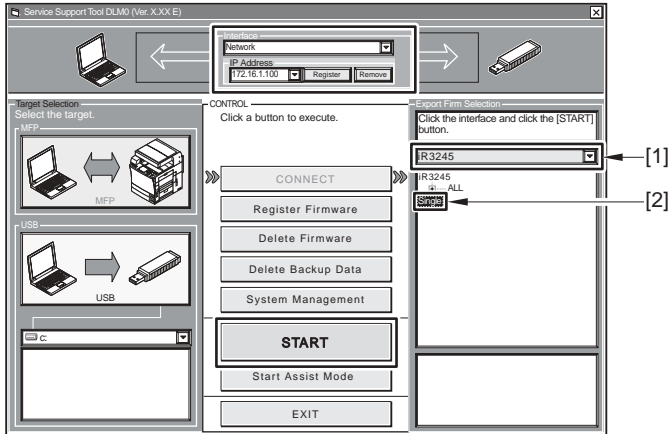 Service Support Tool DLM0 (Ver. X.XX E)
Interface
Network
IP Address
172.16.1.100
Register
Remove
Target Selection
Select the target.
MFP
MFP
USB
USB
C:
CONTROL
Click a button to execute.
CONNECT
Register Firmware
Delete Firmware
Delete Backup Data
System Management
START
Start Assist Mode
EXIT
Export Firm Selection
Click the interface and click the [START]
button.
iR3245
iR3245
ALL
Single
[1]
[2]